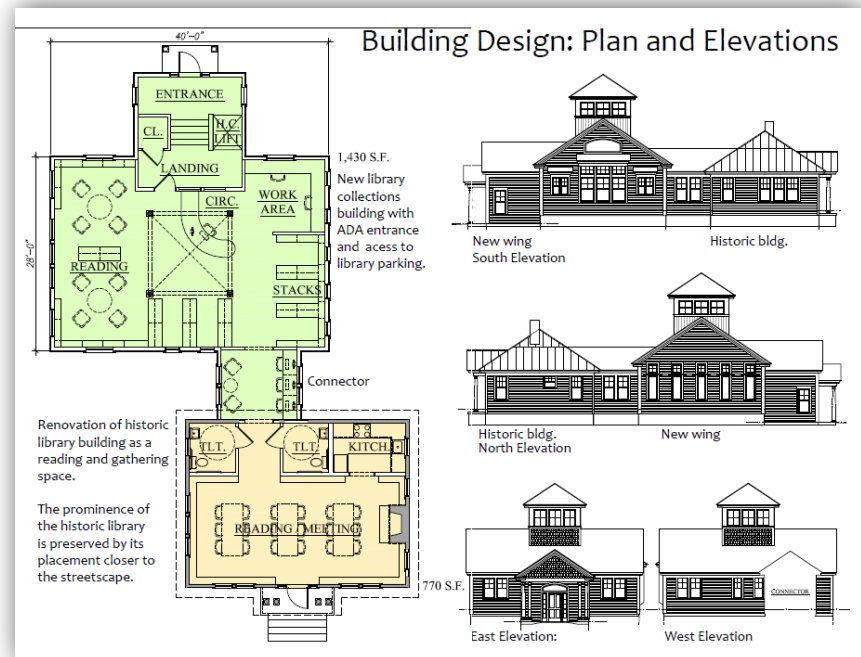 Building Design: Plan and Elevations
40'-0"
ENTRANCE
CL.
H.C.
LIFT
LANDING
CIRC.
WORK
AREA
READING
STACKS
28'-0"
1,430 S.F.
New library
collections
building with
ADA entrance
and acess to
library parking.
Connector
Renovation of historic
library building as a
reading and gathering
space.
The prominence of
the historic library
is preserved by its
placement closer to
the streetscape.
TLT.
TLT.
KITCH.
READING / MEETING
770 S.F.
New wing
South Elevation
Historic bldg.
Historic bldg.
North Elevation
New wing
East Elevation:
CONNECTOR
West Elevation